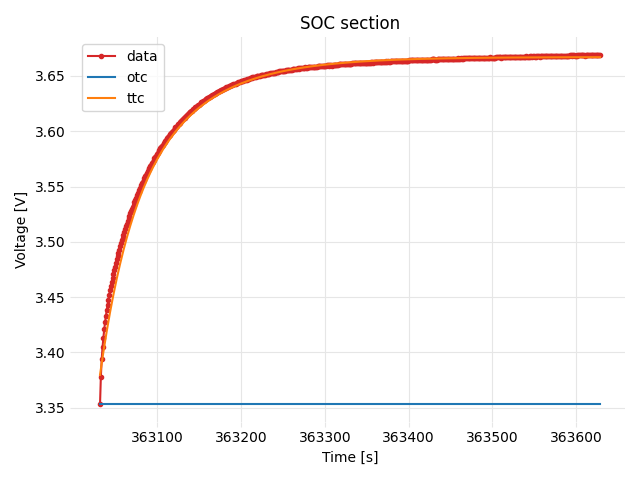 SOC section
data
otc
ttc
Voltage [V]
3.65
3.60
3.55
3.50
3.45
3.40
3.35
363100 363200 363300 363400 363500 363600
Time [s]